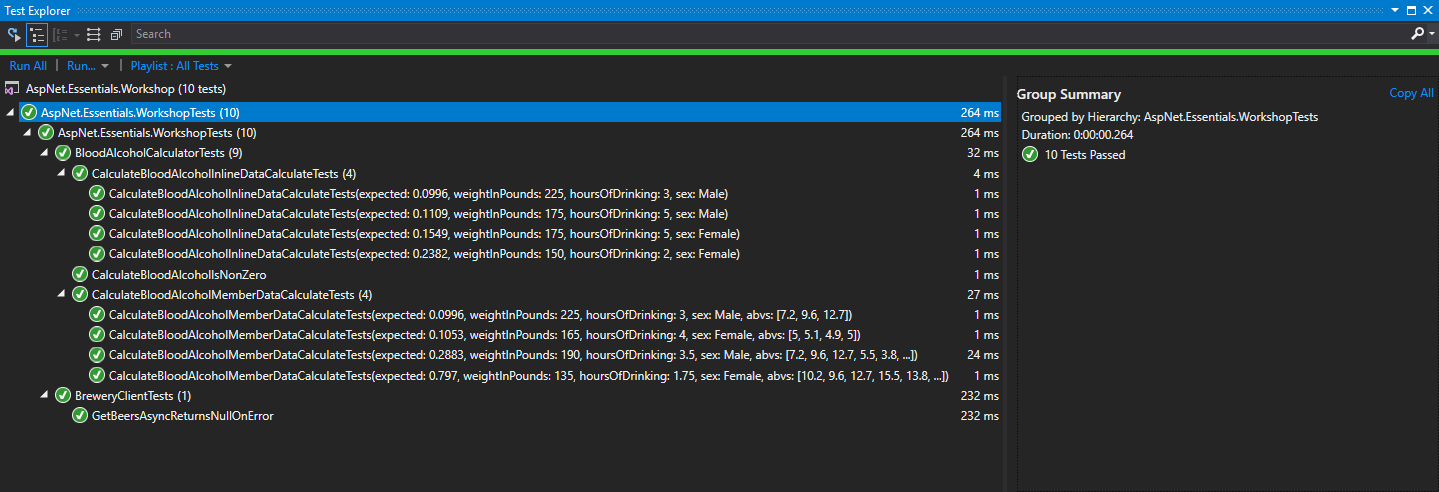 Test Explorer
Search
Run All | Run... | Playlist : All Tests
AspNet.Essentials.Workshop (10 tests)
AspNet.Essentials.WorkshopTests (10) 264 ms
AspNet.Essentials.WorkshopTests (10) 264 ms
BloodAlcoholCalculatorTests (9) 32 ms
CalculateBloodAlcoholInlineDataCalculateTests (4) 4 ms
CalculateBloodAlcoholInlineDataCalculateTests(expected: 0.0996, weightInPounds: 225, hoursOfDrinking: 3, sex: Male) 1 ms
CalculateBloodAlcoholInlineDataCalculateTests(expected: 0.1109, weightInPounds: 175, hoursOfDrinking: 5, sex: Male) 1 ms
CalculateBloodAlcoholInlineDataCalculateTests(expected: 0.1549, weightInPounds: 175, hoursOfDrinking: 5, sex: Female) 1 ms
CalculateBloodAlcoholInlineDataCalculateTests(expected: 0.2382, weightInPounds: 150, hoursOfDrinking: 2, sex: Female) 1 ms
CalculateBloodAlcoholIsNonZero 1 ms
CalculateBloodAlcoholMemberDataCalculateTests (4) 27 ms
CalculateBloodAlcoholMemberDataCalculateTests(expected: 0.0996, weightInPounds: 225, hoursOfDrinking: 3, sex: Male, abvs: [7.2, 9.6, 12.7]) 1 ms
CalculateBloodAlcoholMemberDataCalculateTests(expected: 0.1053, weightInPounds: 165, hoursOfDrinking: 4, sex: Female, abvs: [5, 5.1, 4.9, 5]) 1 ms
CalculateBloodAlcoholMemberDataCalculateTests(expected: 0.2883, weightInPounds: 190, hoursOfDrinking: 3.5, sex: Male, abvs: [7.2, 9.6, 12.7, 5.5, 3.8, ...]) 24 ms
CalculateBloodAlcoholMemberDataCalculateTests(expected: 0.797, weightInPounds: 135, hoursOfDrinking: 1.75, sex: Female, abvs: [10.2, 9.6, 12.7, 15.5, 13.8, ...]) 1 ms
BreweryClientTests (1) 232 ms
GetBeersAsyncReturnsNullOnError 232 ms
Group Summary
Copy All
Grouped by Hierarchy: AspNet.Essentials.WorkshopTests
Duration: 0:00:00.264
10 Tests Passed